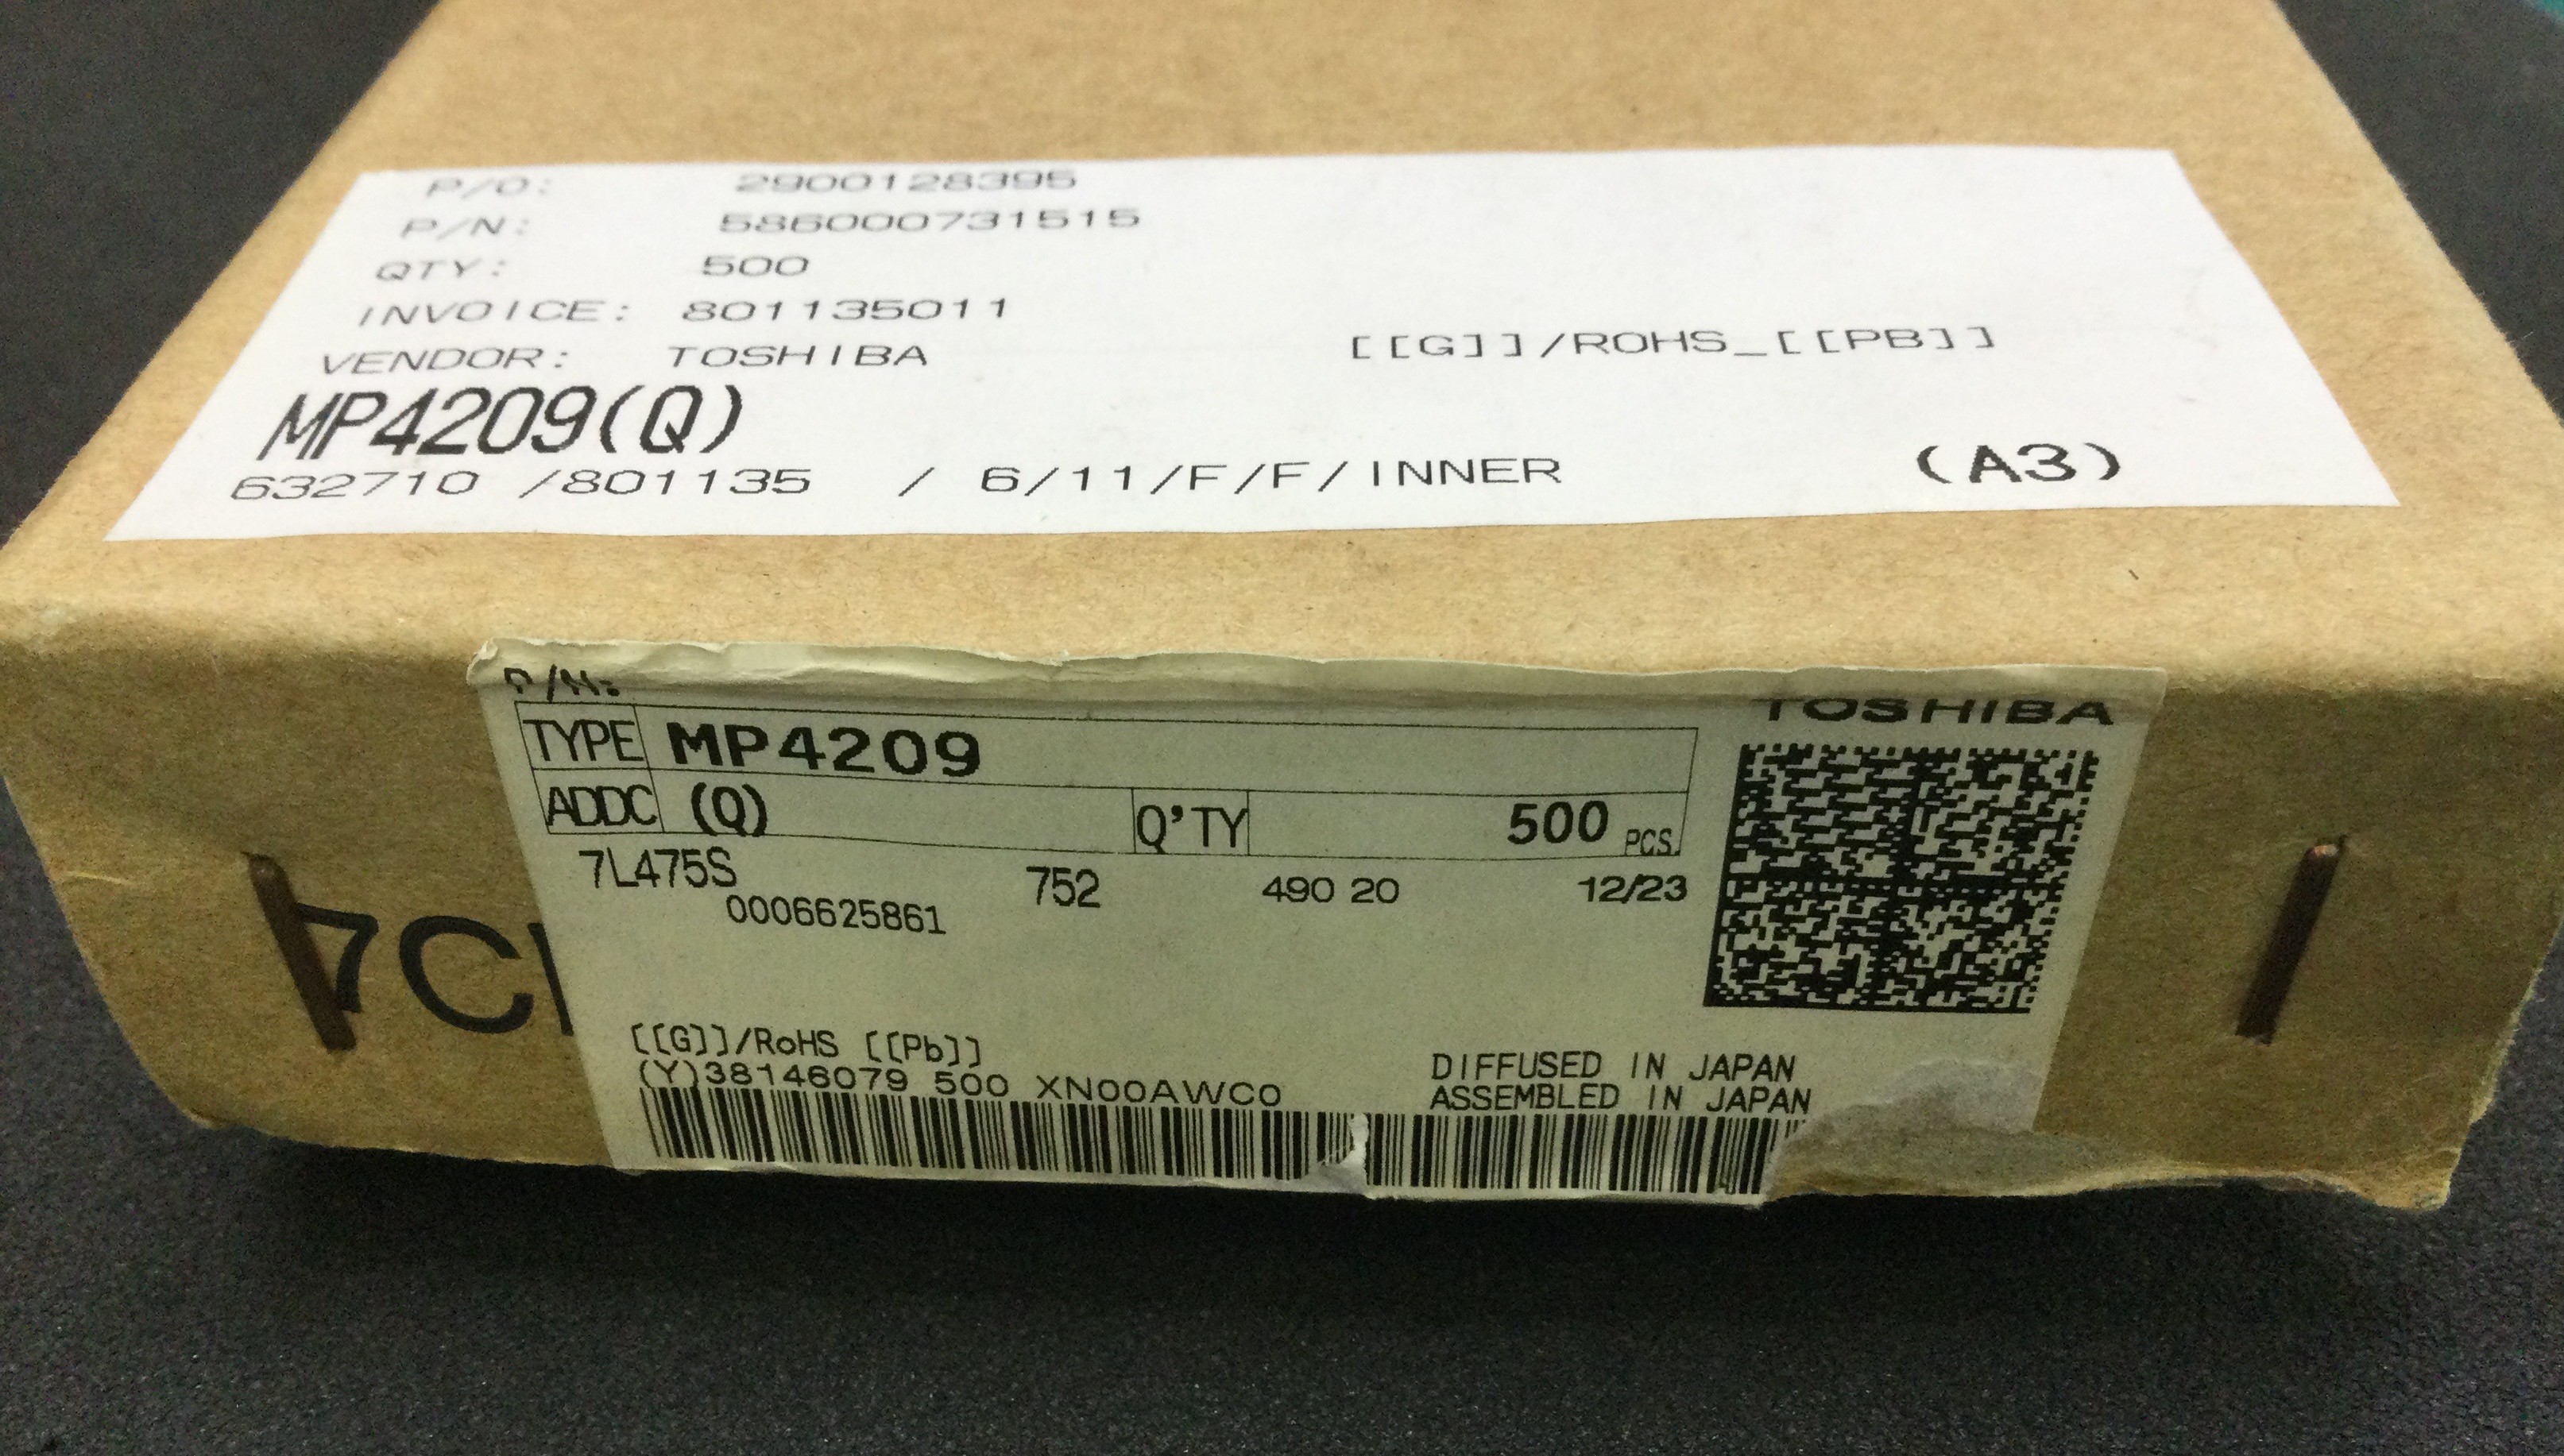 P/O: 2900128395
P/N: 586000731515
QTY: 500
INVOICE: 801135011
VENDOR: TOSHIBA
[[G]]/ROHS_[[PB]]
MP4209(Q)
632710 /801135 / 6/11/F/F/INNER
(A3)
P/N:
TOSHIBA
TYPE MP4209
ADDC (Q) Q'TY 500 PCS.
7L475S 752 490 20 12/23
0006625861
[[G]]/RoHS [[Pb]]
(Y)38146079 500 XN00AWC0
DIFFUSED IN JAPAN
ASSEMBLED IN JAPAN